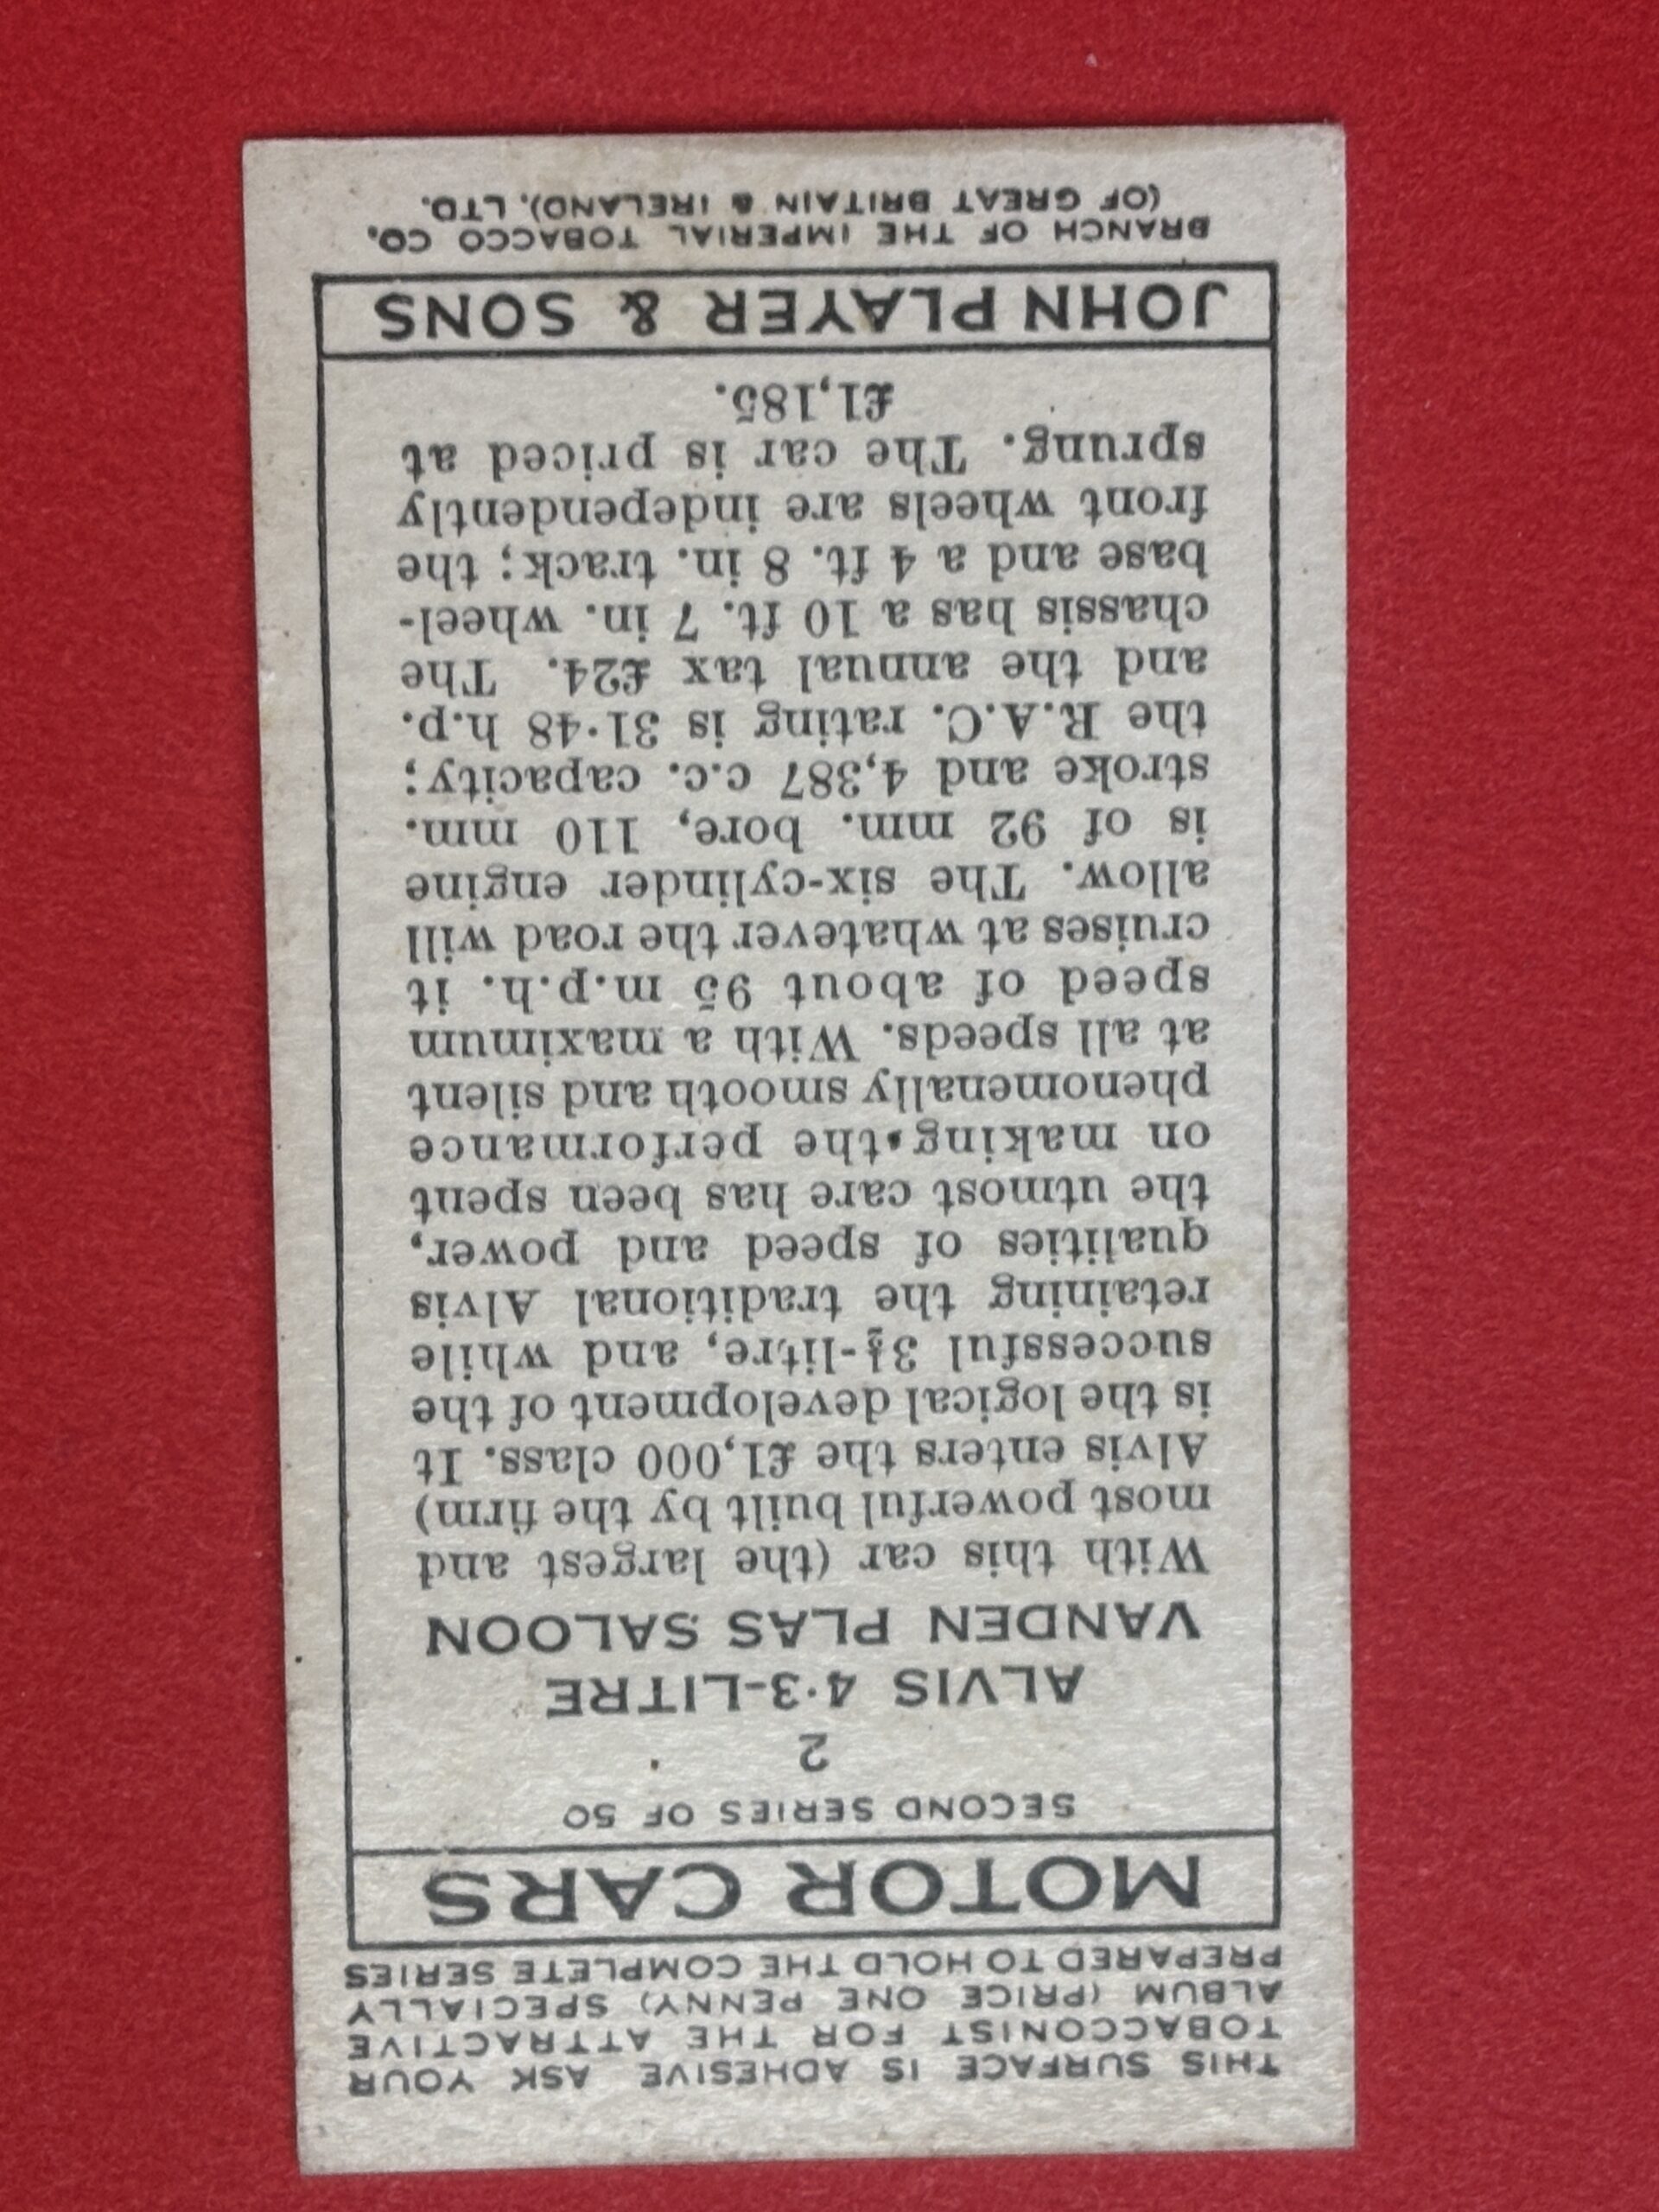 THIS SURFACE IS ADHESIVE ASK YOUR
TOBACCONIST FOR THE ATTRACTIVE
ALBUM (PRICE ONE PENNY) SPECIALLY
PREPARED TO HOLD THE COMPLETE SERIES
MOTOR CARS
SECOND SERIES OF 50
2
ALVIS 4·3-LITRE
VANDEN PLAS SALOON
With this car (the largest and
most powerful built by the firm)
Alvis enters the £1,000 class. It
is the logical development of the
successful 3½-litre, and while
retaining the traditional Alvis
qualities of speed and power,
the utmost care has been spent
on making the performance
phenomenally smooth and silent
at all speeds. With a maximum
speed of about 95 m.p.h. it
cruises at whatever the road will
allow. The six-cylinder engine
is of 92 mm. bore, 110 mm.
stroke and 4,387 c.c. capacity;
the R.A.C. rating is 31·48 h.p.
and the annual tax £24. The
chassis has a 10 ft. 7 in. wheel-
base and a 4 ft. 8 in. track; the
front wheels are independently
sprung. The car is priced at
£1,185.
JOHN PLAYER & SONS
BRANCH OF THE IMPERIAL TOBACCO CO.
(OF GREAT BRITAIN & IRELAND), LTD.